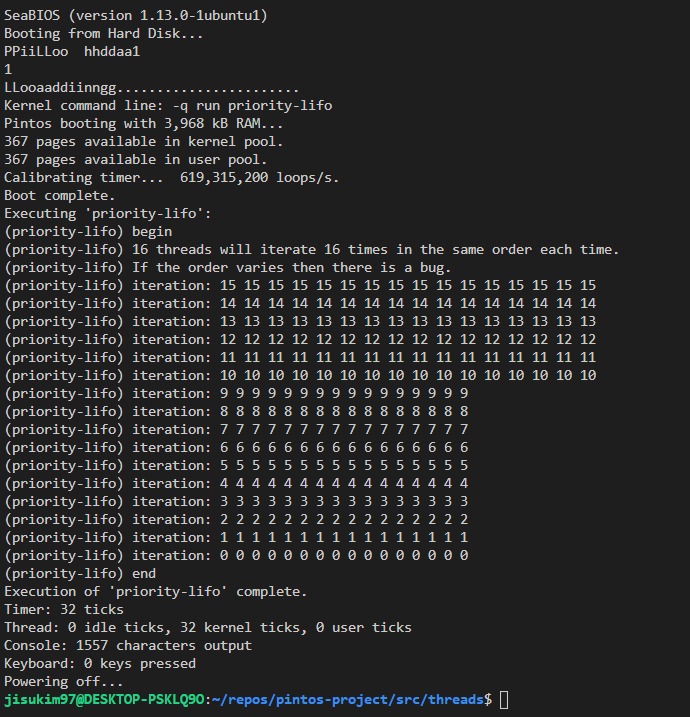 SeaBIOS (version 1.13.0-1ubuntu1)
Booting from Hard Disk...
PPiiLLoo  hhddaa1
1
LLooaaddiinngg.......................
Kernel command line: -q run priority-lifo
Pintos booting with 3,968 kB RAM...
367 pages available in kernel pool.
367 pages available in user pool.
Calibrating timer...  619,315,200 loops/s.
Boot complete.
Executing 'priority-lifo':
(priority-lifo) begin
(priority-lifo) 16 threads will iterate 16 times in the same order each time.
(priority-lifo) If the order varies then there is a bug.
(priority-lifo) iteration: 15 15 15 15 15 15 15 15 15 15 15 15 15 15 15 15
(priority-lifo) iteration: 14 14 14 14 14 14 14 14 14 14 14 14 14 14 14 14
(priority-lifo) iteration: 13 13 13 13 13 13 13 13 13 13 13 13 13 13 13 13
(priority-lifo) iteration: 12 12 12 12 12 12 12 12 12 12 12 12 12 12 12 12
(priority-lifo) iteration: 11 11 11 11 11 11 11 11 11 11 11 11 11 11 11 11
(priority-lifo) iteration: 10 10 10 10 10 10 10 10 10 10 10 10 10 10 10 10
(priority-lifo) iteration: 9 9 9 9 9 9 9 9 9 9 9 9 9 9 9 9
(priority-lifo) iteration: 8 8 8 8 8 8 8 8 8 8 8 8 8 8 8 8
(priority-lifo) iteration: 7 7 7 7 7 7 7 7 7 7 7 7 7 7 7 7
(priority-lifo) iteration: 6 6 6 6 6 6 6 6 6 6 6 6 6 6 6 6
(priority-lifo) iteration: 5 5 5 5 5 5 5 5 5 5 5 5 5 5 5 5
(priority-lifo) iteration: 4 4 4 4 4 4 4 4 4 4 4 4 4 4 4 4
(priority-lifo) iteration: 3 3 3 3 3 3 3 3 3 3 3 3 3 3 3 3
(priority-lifo) iteration: 2 2 2 2 2 2 2 2 2 2 2 2 2 2 2 2
(priority-lifo) iteration: 1 1 1 1 1 1 1 1 1 1 1 1 1 1 1 1
(priority-lifo) iteration: 0 0 0 0 0 0 0 0 0 0 0 0 0 0 0 0
(priority-lifo) end
Execution of 'priority-lifo' complete.
Timer: 32 ticks
Thread: 0 idle ticks, 32 kernel ticks, 0 user ticks
Console: 1557 characters output
Keyboard: 0 keys pressed
Powering off...
jisukim97@DESKTOP-PSKLQ9O:~/repos/pintos-project/src/threads$